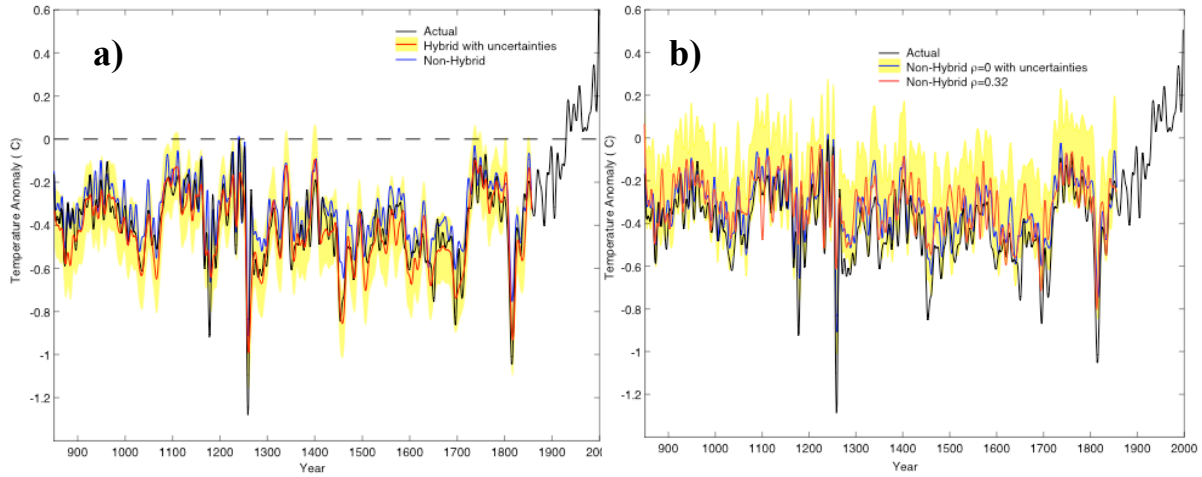 a)
Actual
Hybrid with uncertainties
Non-Hybrid
0.6
0.4
0.2
0
-0.2
-0.4
-0.6
-0.8
-1
-1.2
Temperature Anomaly ( C)
900 1000 1100 1200 1300 1400 1500 1600 1700 1800 1900 200
Year
b)
Actual
Non-Hybrid ρ=0 with uncertainties
Non-Hybrid ρ=0.32
0.6
0.4
0.2
0
-0.2
-0.4
-0.6
-0.8
-1
-1.2
Temperature Anomaly ( C)
900 1000 1100 1200 1300 1400 1500 1600 1700 1800 1900 2000
Year